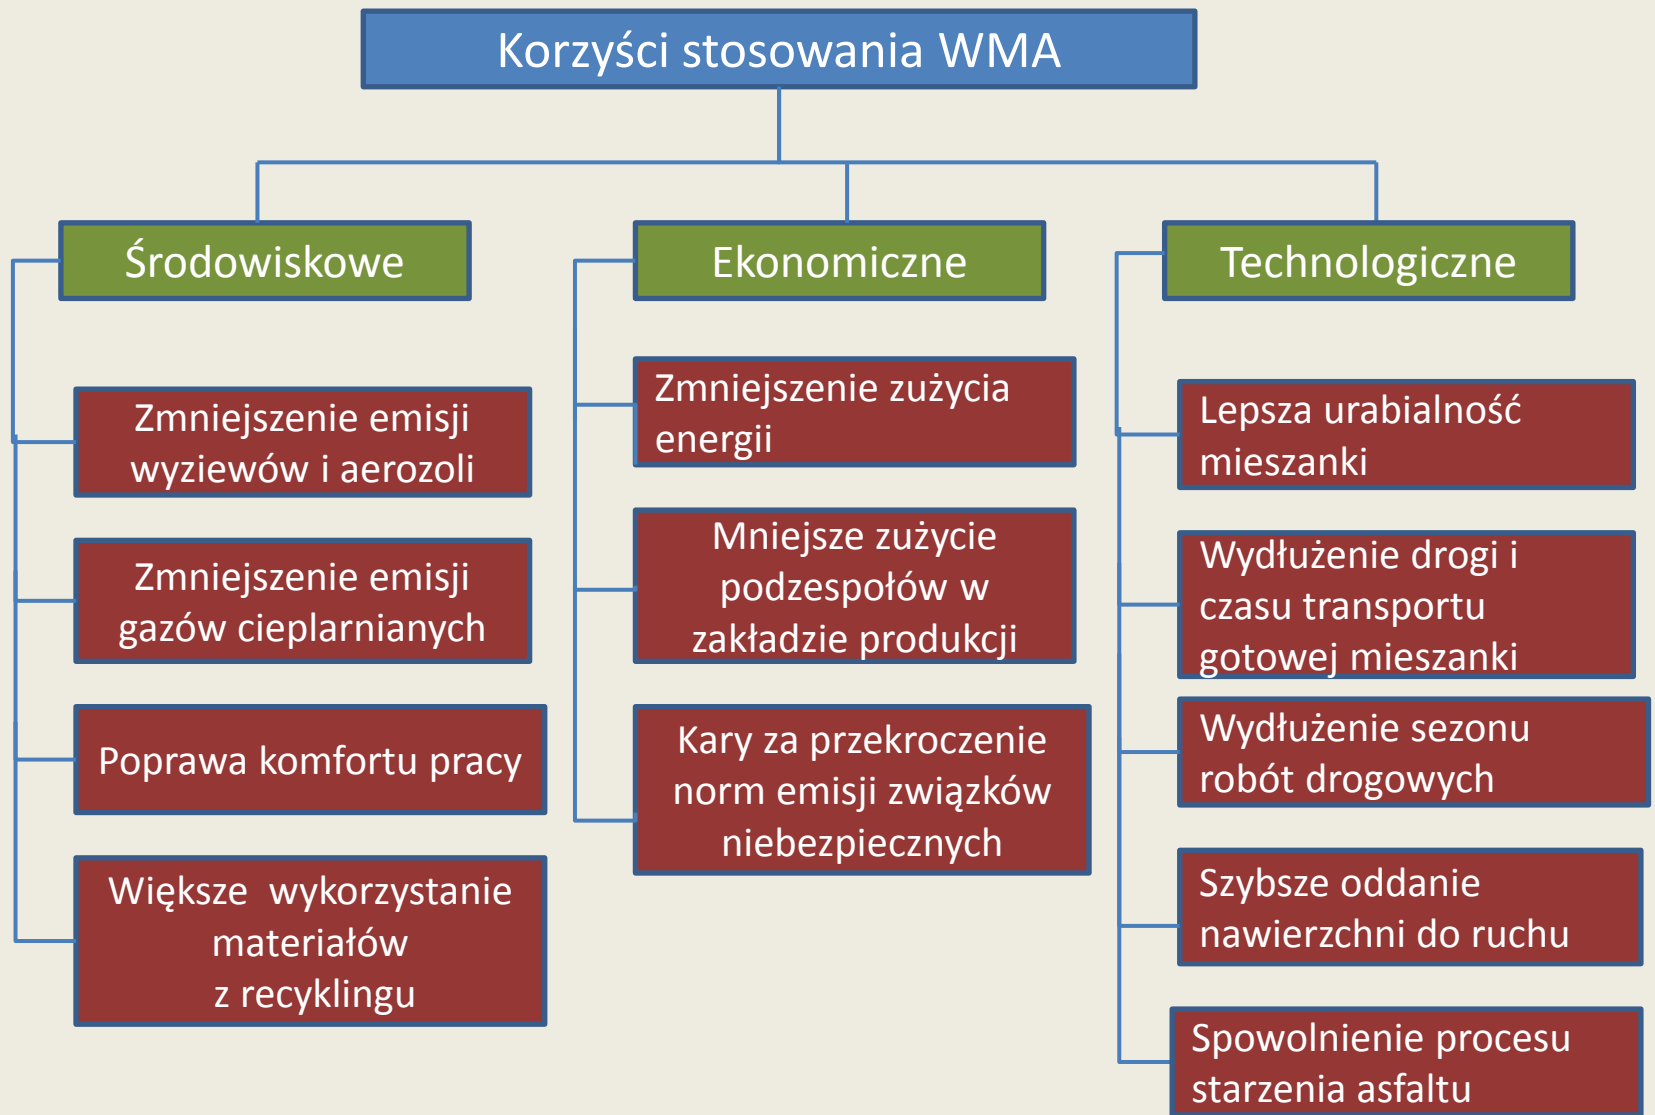 Korzyści stosowania WMA
Środowiskowe
Zmniejszenie emisji
wyziewów i aerozoli
Zmniejszenie emisji
gazów cieplarnianych
Poprawa komfortu pracy
Większe wykorzystanie
materiałów
z recyklingu
Ekonomiczne
Zmniejszenie zużycia
energii
Mniejsze zużycie
podzespołów w
zakładzie produkcji
Kary za przekroczenie
norm emisji związków
niebezpiecznych
Technologiczne
Lepsza urabialność
mieszanki
Wydłużenie drogi i
czasu transportu
gotowej mieszanki
Wydłużenie sezonu
robót drogowych
Szybsze oddanie
nawierzchni do ruchu
Spowolnienie procesu
starzenia asfaltu